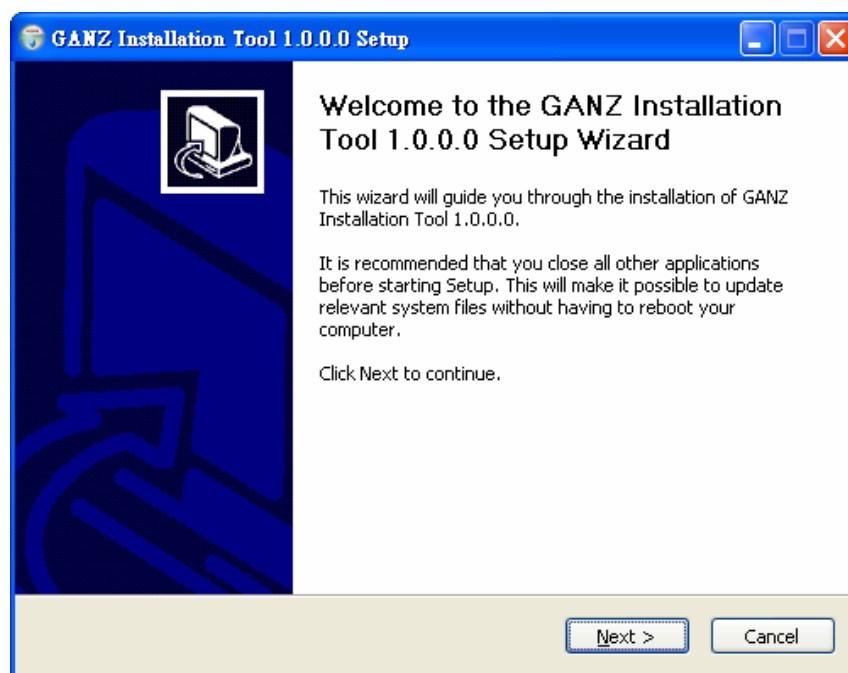 GANZ Installation Tool 1.0.0.0 Setup
Welcome to the GANZ Installation
Tool 1.0.0.0 Setup Wizard
This wizard will guide you through the installation of GANZ
Installation Tool 1.0.0.0.
It is recommended that you close all other applications
before starting Setup. This will make it possible to update
relevant system files without having to reboot your
computer.
Click Next to continue.
Next >
Cancel